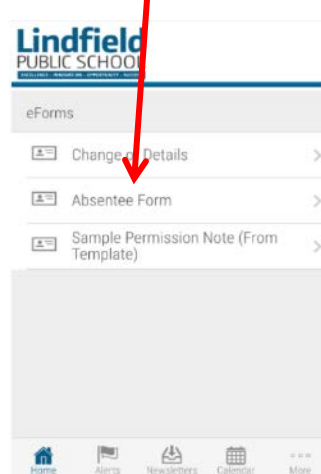 Lindfield
PUBLIC SCHOOL
eForms
Change of Details
Absentee Form
Sample Permission Note (From
Template)
Home Alerts Newsletters Calendar More